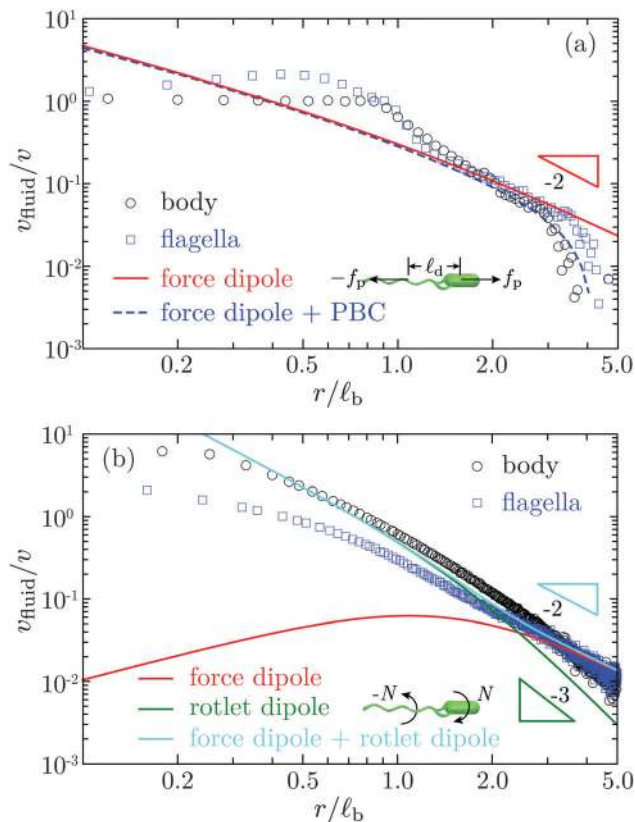 (a)
10^1
10^0
10^-1
10^-2
10^-3
v_fluid/v
-2
body
flagella
force dipole
force dipole + PBC
-f_p
ℓ_d
f_p
0.2 0.5 1.0 2.0 5.0
r/ℓ_b
(b)
10^1
10^0
10^-1
10^-2
10^-3
v_fluid/v
body
flagella
-2
-3
force dipole
rotlet dipole
force dipole + rotlet dipole
-N
N
0.2 0.5 1.0 2.0 5.0
r/ℓ_b